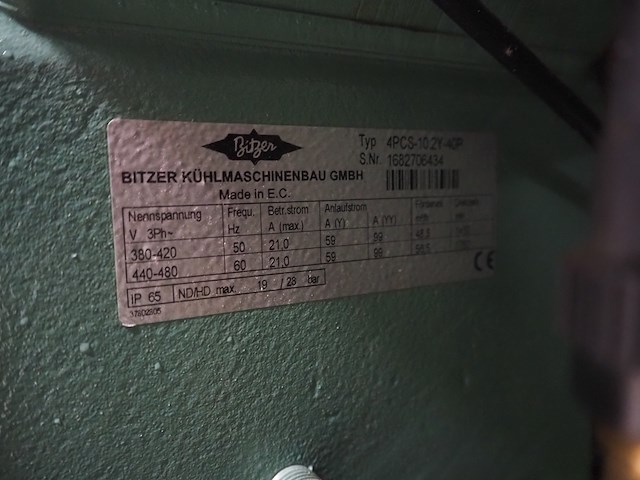 Bitzer
Typ 4PCS-10.2Y-40P
S.Nr. 1682706434
BITZER KÜHLMASCHINENBAU GMBH
Made in E.C.
Nennspannung Frequ. Betr.strom Anlaufstrom
V 3Ph~ Hz A (max.) A (Y) A (YY)
380-420 50 21,0 59 99
440-480 60 21,0 59 99
IP 65 ND/HD max. 19 / 28 bar
CE